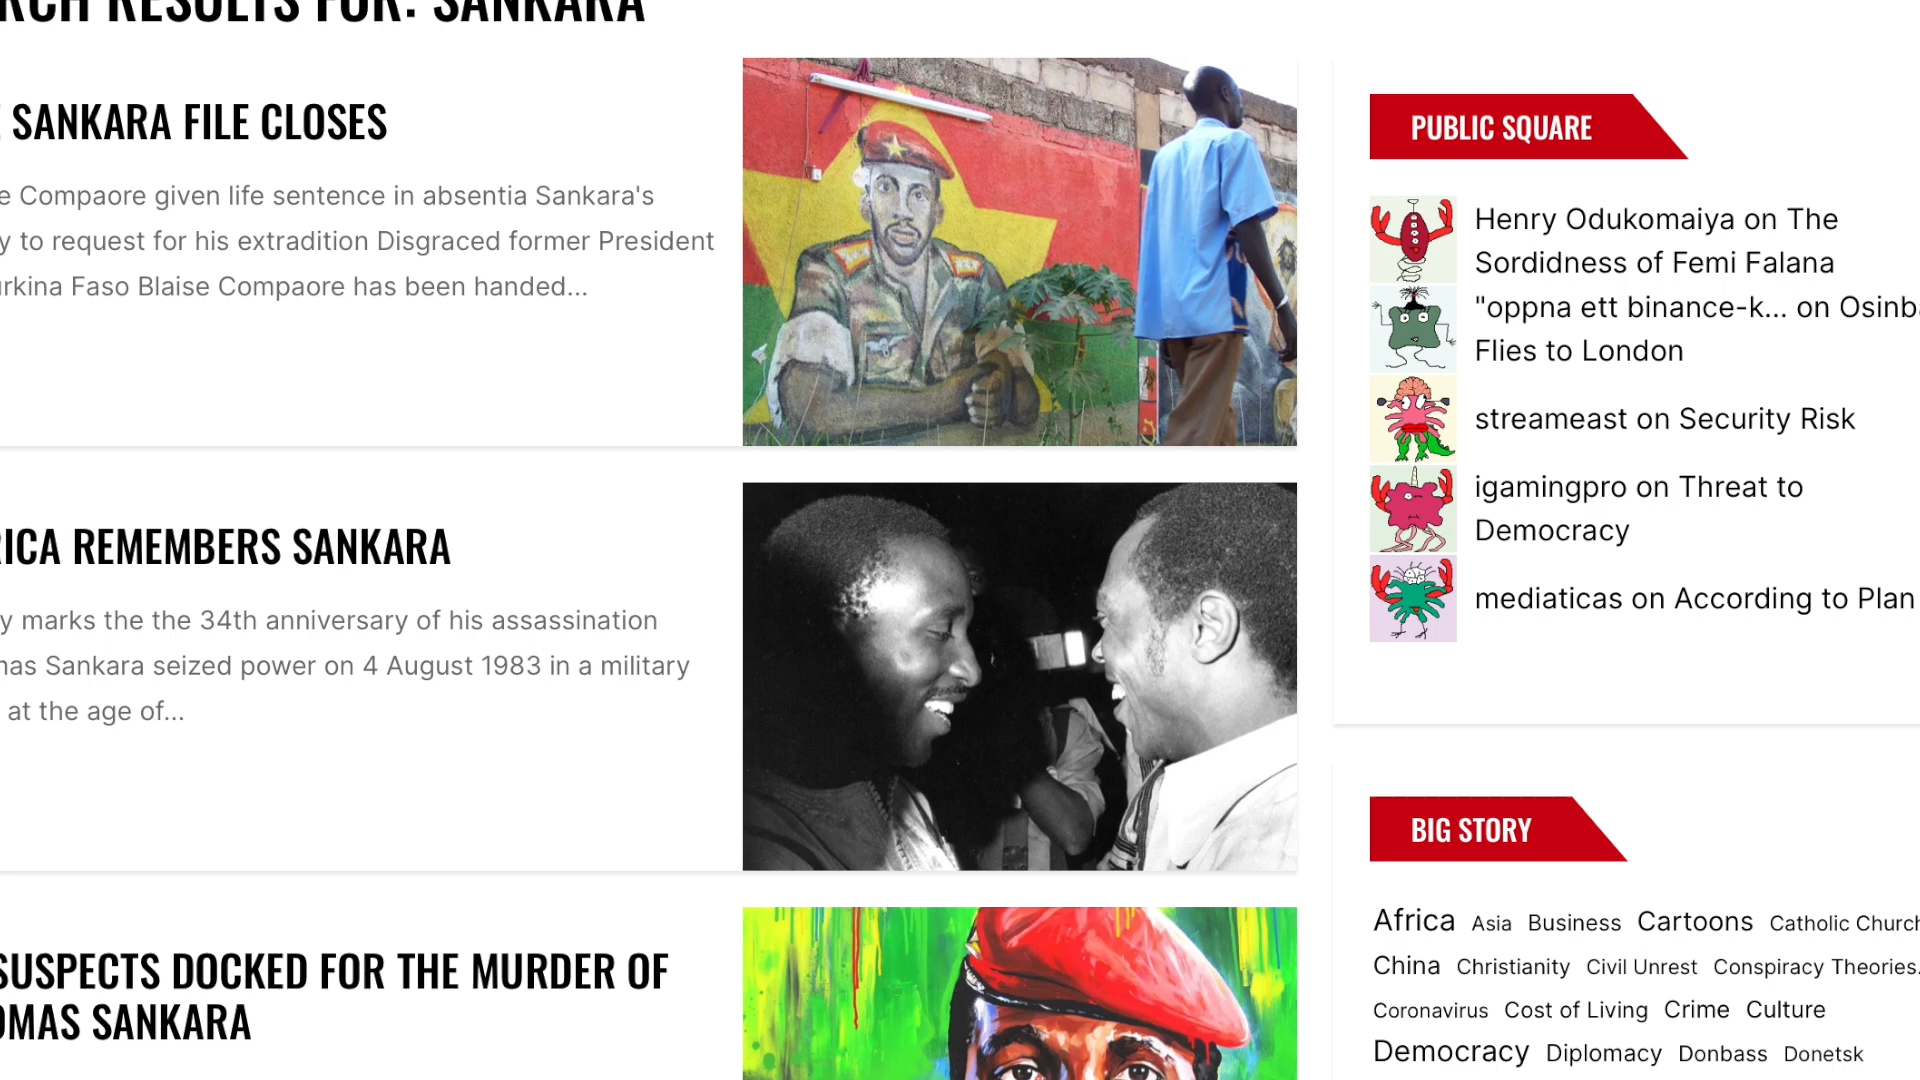 RCH RESULTS FOR: SANKARA
SANKARA FILE CLOSES
e Compaore given life sentence in absentia Sankara's
y to request for his extradition Disgraced former President
urkina Faso Blaise Compaore has been handed...
RICA REMEMBERS SANKARA
y marks the the 34th anniversary of his assassination
mas Sankara seized power on 4 August 1983 in a military
at the age of...
SUSPECTS DOCKED FOR THE MURDER OF
OMAS SANKARA
PUBLIC SQUARE
Henry Odukomaiya on The
Sordidness of Femi Falana
"oppna ett binance-k... on Osinba
Flies to London
streameast on Security Risk
igamingpro on Threat to
Democracy
mediaticas on According to Plan
BIG STORY
Africa Asia Business Cartoons Catholic Church
China Christianity Civil Unrest Conspiracy Theories.
Coronavirus Cost of Living Crime Culture
Democracy Diplomacy Donbass Donetsk